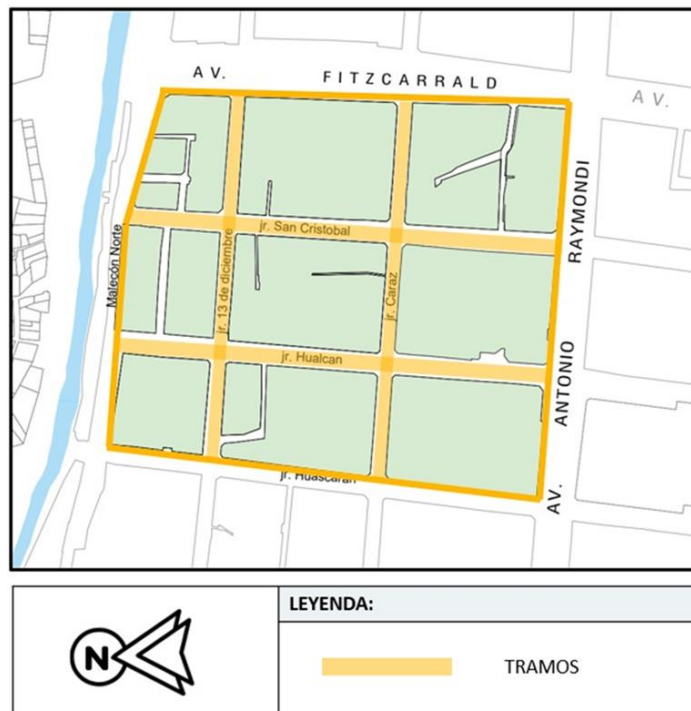 AV. FITZCARRALD
AV.
RAYMONDI
jr. San Cristobal
Malecón Norte
jr. 13 de diciembre
jr. Caraz
jr. Hualcan
ANTONIO
jr. Huascaran
AV.
LEYENDA:
N
TRAMOS